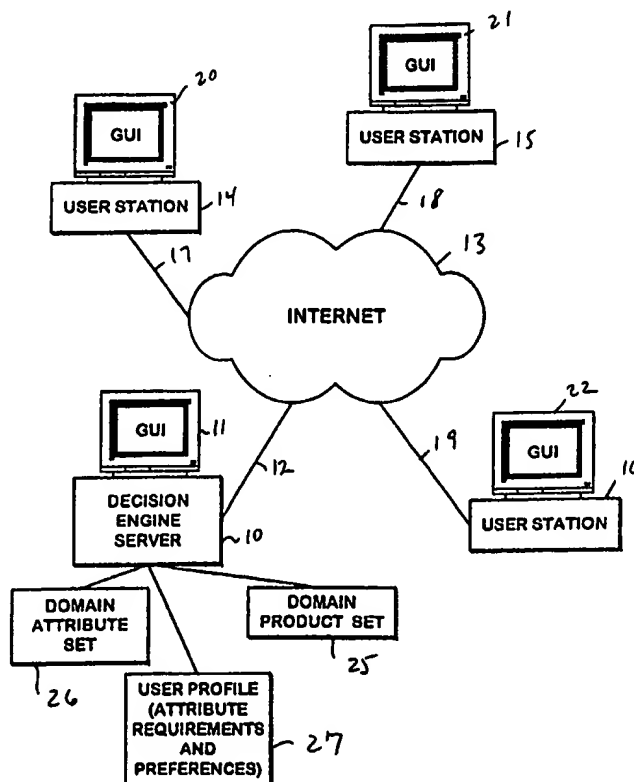 21
GUI
USER STATION
15
20
GUI
USER STATION
14
18
13
17
INTERNET
GUI
11
12
19
22
GUI
USER STATION
DECISION
ENGINE
SERVER
10
DOMAIN
ATTRIBUTE
SET
26
DOMAIN
PRODUCT SET
25
USER PROFILE
(ATTRIBUTE
REQUIREMENTS
AND
PREFERENCES)
27